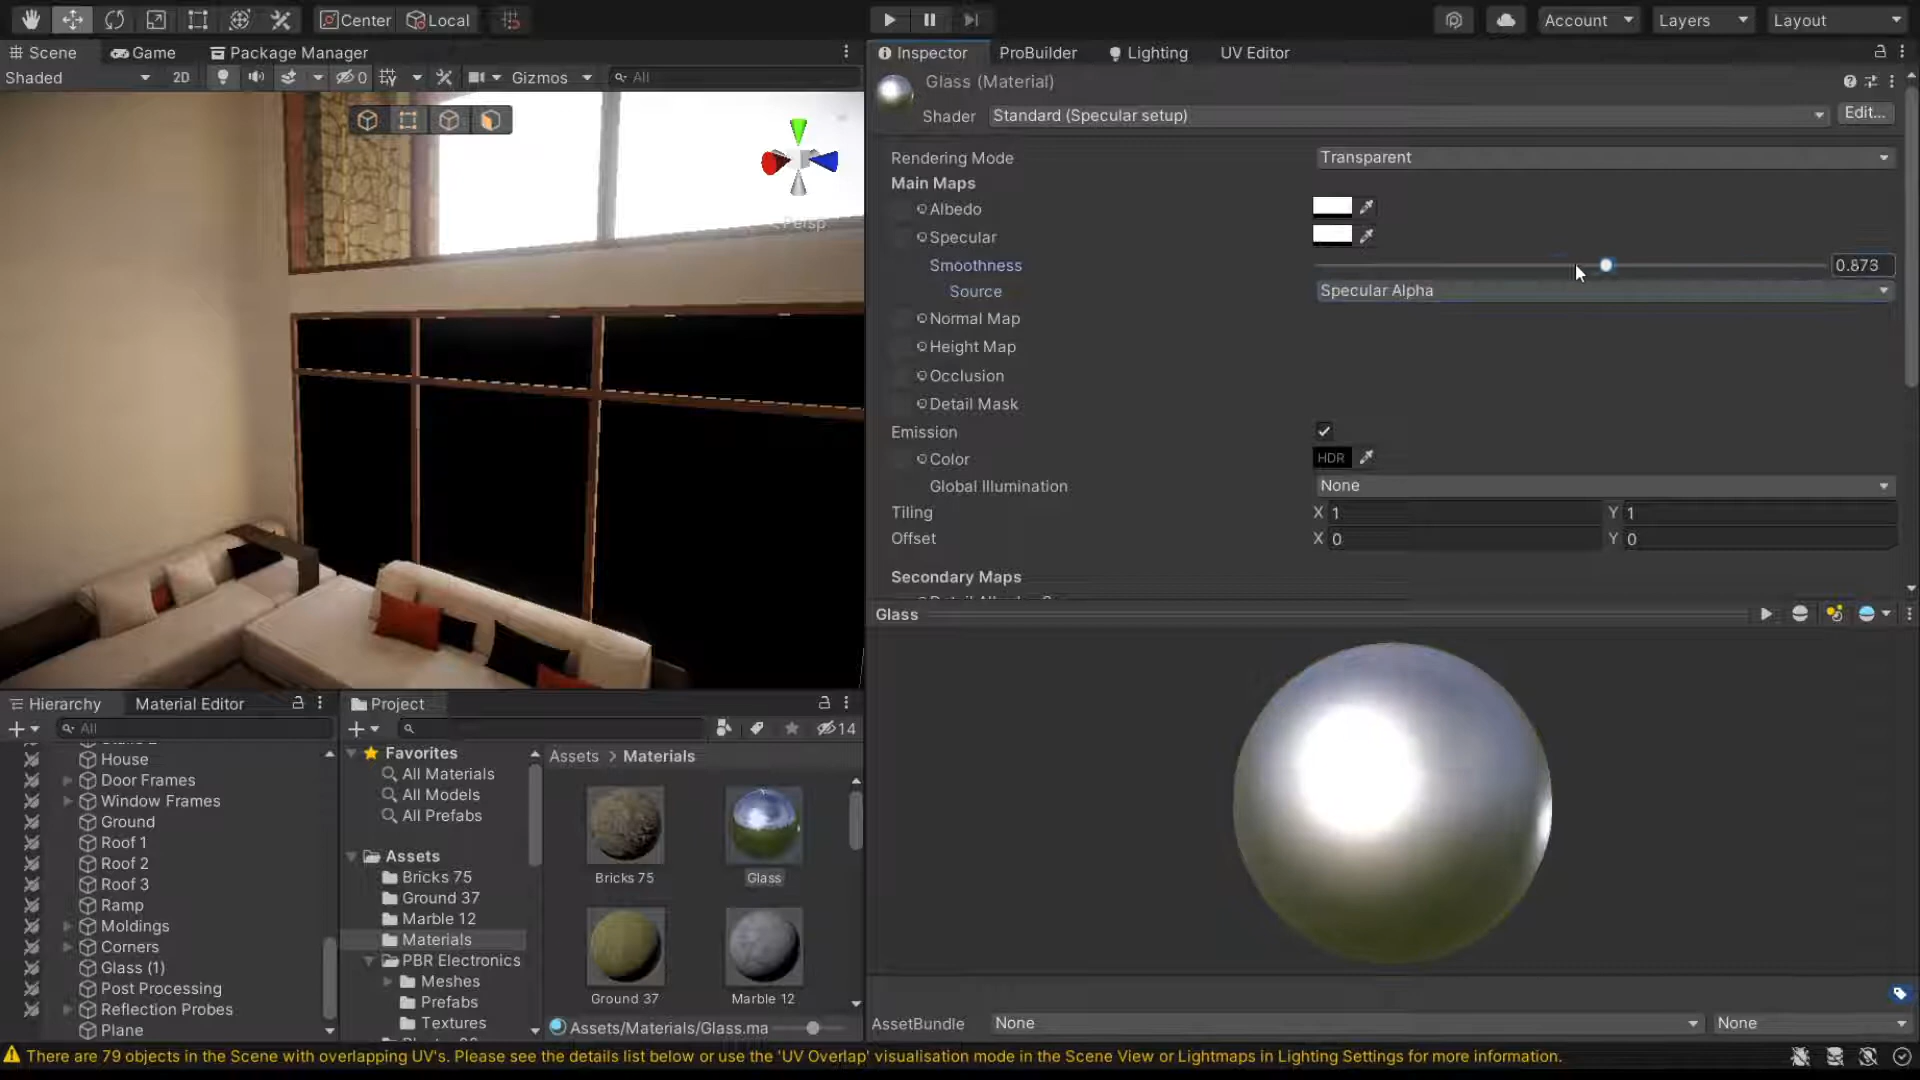 Center
Local
Account
Layers
Layout
Scene
Game
Package Manager
Shaded
2D
0
Gizmos
All
Persp
Inspector
ProBuilder
Lighting
UV Editor
Glass (Material)
Shader
Standard (Specular setup)
Edit...
Rendering Mode
Transparent
Main Maps
Albedo
Specular
Smoothness
0.873
Source
Specular Alpha
Normal Map
Height Map
Occlusion
Detail Mask
Emission
Color
HDR
Global Illumination
None
Tiling
X 1
Y 1
Offset
X 0
Y 0
Secondary Maps
Glass
AssetBundle
None
None
Hierarchy
Material Editor
All
House
Door Frames
Window Frames
Ground
Roof 1
Roof 2
Roof 3
Ramp
Moldings
Corners
Glass (1)
Post Processing
Reflection Probes
Plane
Project
14
Favorites
All Materials
All Models
All Prefabs
Assets
Bricks 75
Ground 37
Marble 12
Materials
PBR Electronics
Meshes
Prefabs
Textures
Assets > Materials
Bricks 75
Glass
Ground 37
Marble 12
Assets/Materials/Glass.ma
There are 79 objects in the Scene with overlapping UV's. Please see the details list below or use the 'UV Overlap' visualisation mode in the Scene View or Lightmaps in Lighting Settings for more information.